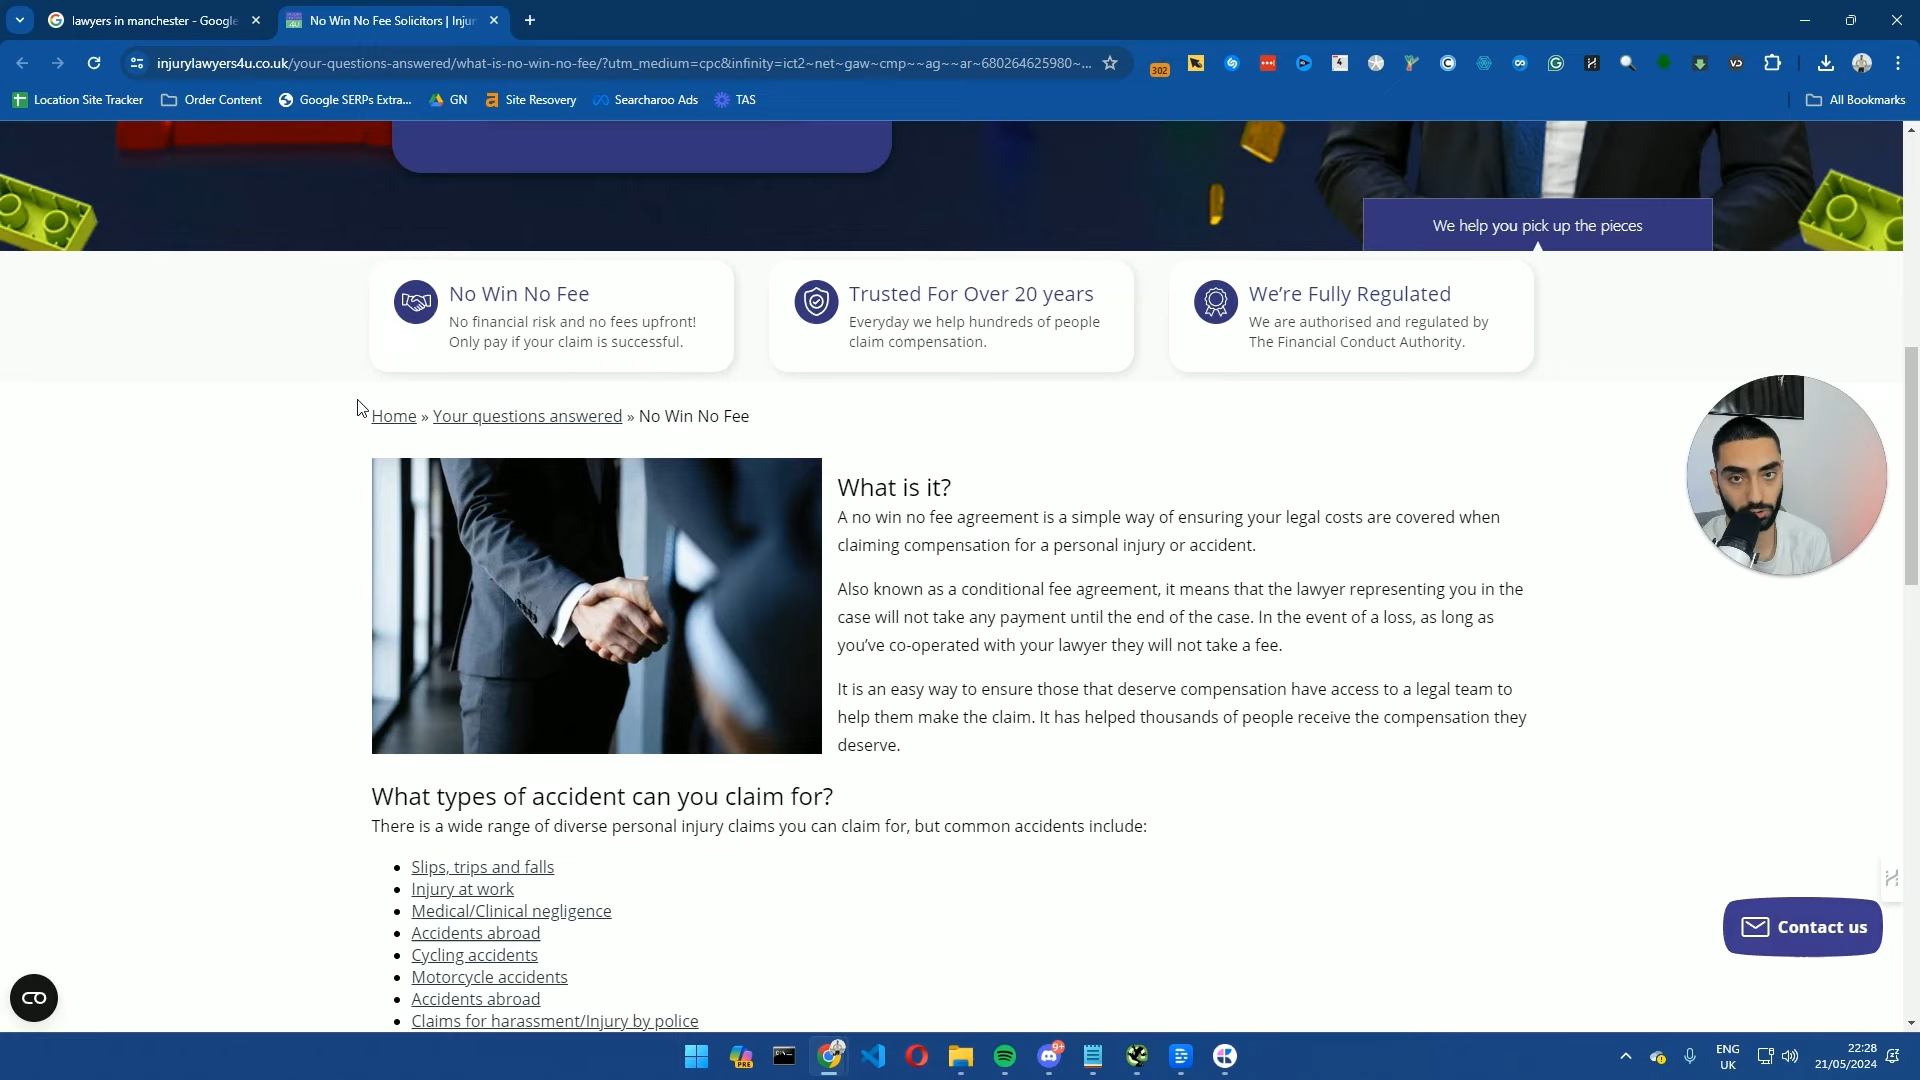 lawyers in manchester - Google
No Win No Fee Solicitors | Injur
injurylawyers4u.co.uk/your-questions-answered/what-is-no-win-no-fee/?utm_medium=cpc&infinity=ict2~net~gaw~cmp~~ag~~ar~680264625980~...
302
Location Site Tracker
Order Content
Google SERPs Extra...
GN
Site Recovery
Searcharoo Ads
TAS
All Bookmarks
We help you pick up the pieces
No Win No Fee
No financial risk and no fees upfront!
Only pay if your claim is successful.
Trusted For Over 20 years
Everyday we help hundreds of people
claim compensation.
We're Fully Regulated
We are authorised and regulated by
The Financial Conduct Authority.
Home » Your questions answered » No Win No Fee
What is it?
A no win no fee agreement is a simple way of ensuring your legal costs are covered when
claiming compensation for a personal injury or accident.
Also known as a conditional fee agreement, it means that the lawyer representing you in the
case will not take any payment until the end of the case. In the event of a loss, as long as
you've co-operated with your lawyer they will not take a fee.
It is an easy way to ensure those that deserve compensation have access to a legal team to
help them make the claim. It has helped thousands of people receive the compensation they
deserve.
What types of accident can you claim for?
There is a wide range of diverse personal injury claims you can claim for, but common accidents include:
Slips, trips and falls
Injury at work
Medical/Clinical negligence
Accidents abroad
Cycling accidents
Motorcycle accidents
Accidents abroad
Claims for harassment/Injury by police
Contact us
PRE
9+
ENG
UK
22:28
21/05/2024